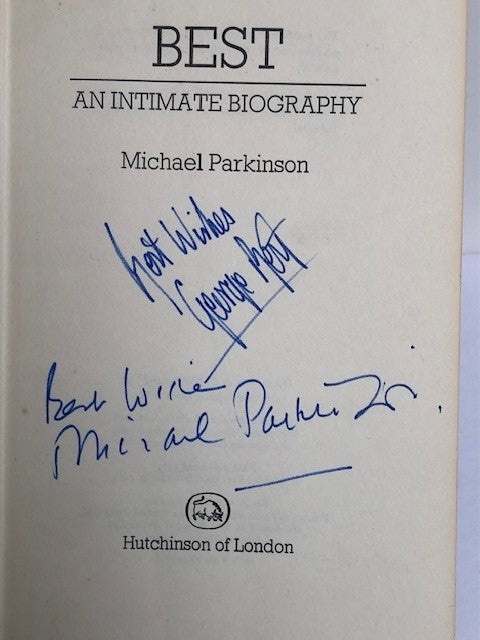 BEST
AN INTIMATE BIOGRAPHY
Michael Parkinson
Best Wishes
George Best
Best Wishes
Michael Parkinson.
Hutchinson of London